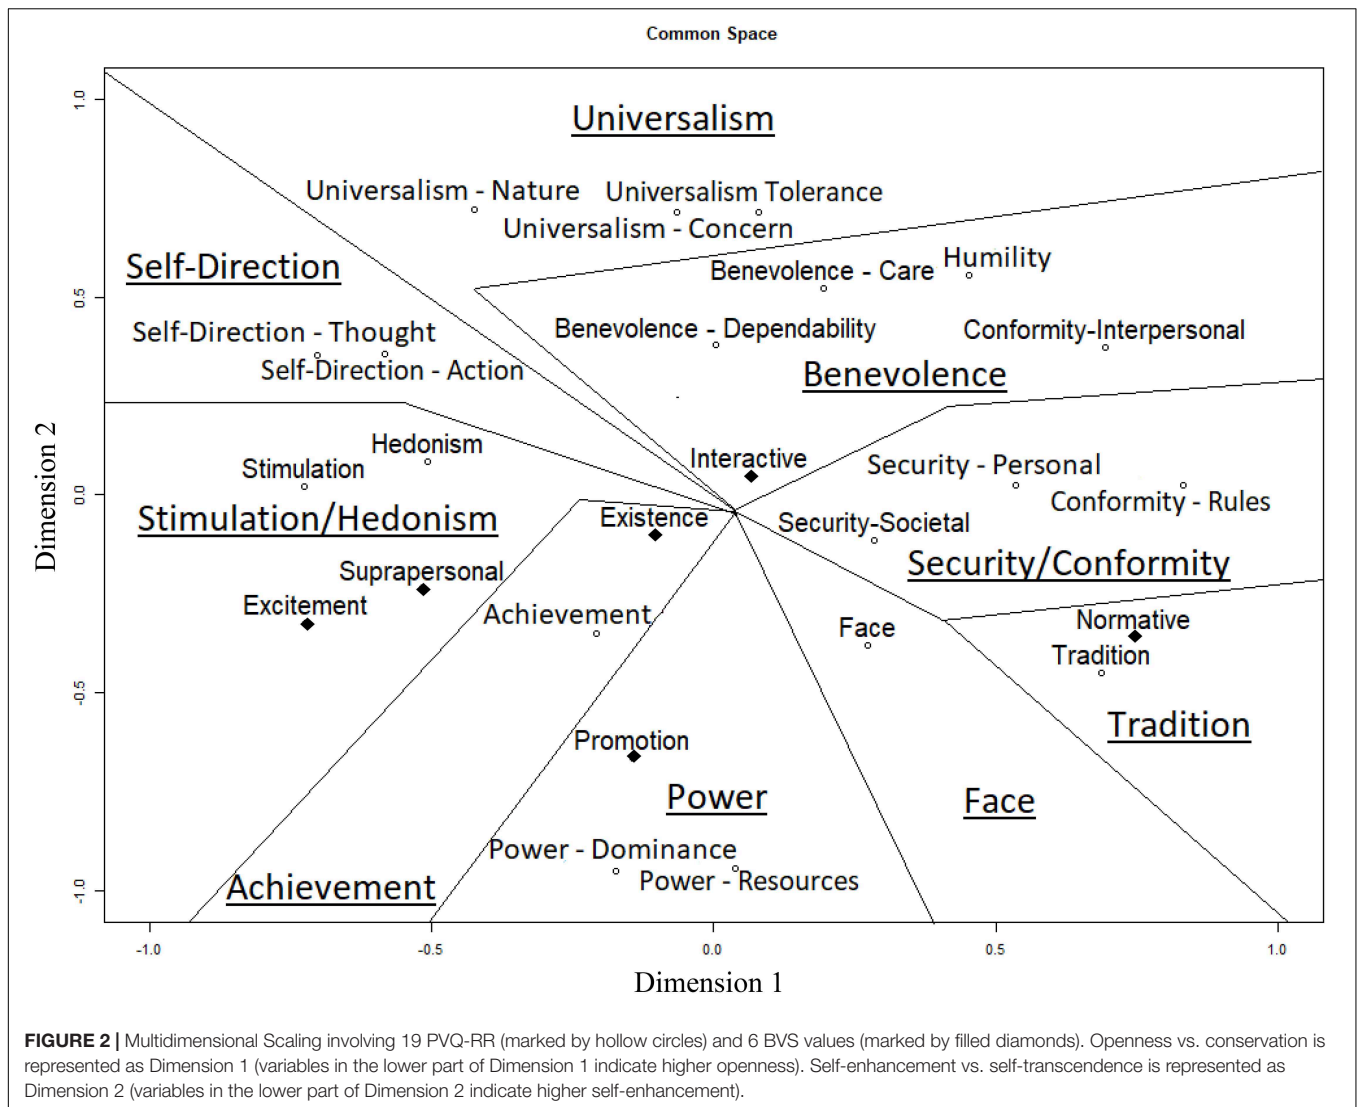 Common Space
Universalism
Universalism - Nature
Universalism Tolerance
Universalism - Concern
Self-Direction
Humility
Benevolence - Care
Self-Direction - Thought
Benevolence - Dependability
Conformity-Interpersonal
Self-Direction - Action
Benevolence
Hedonism
Stimulation
Interactive
Security - Personal
Conformity - Rules
Stimulation/Hedonism
Existence
Security-Societal
Security/Conformity
Suprapersonal
Excitement
Achievement
Face
Normative
Tradition
Tradition
Promotion
Power
Face
Power - Dominance
Power - Resources
Achievement
1.0
0.5
0.0
-0.5
-1.0
Dimension 2
-1.0 -0.5 0.0 0.5 1.0
Dimension 1
FIGURE 2 | Multidimensional Scaling involving 19 PVQ-RR (marked by hollow circles) and 6 BVS values (marked by filled diamonds). Openness vs. conservation is
represented as Dimension 1 (variables in the lower part of Dimension 1 indicate higher openness). Self-enhancement vs. self-transcendence is represented as
Dimension 2 (variables in the lower part of Dimension 2 indicate higher self-enhancement).